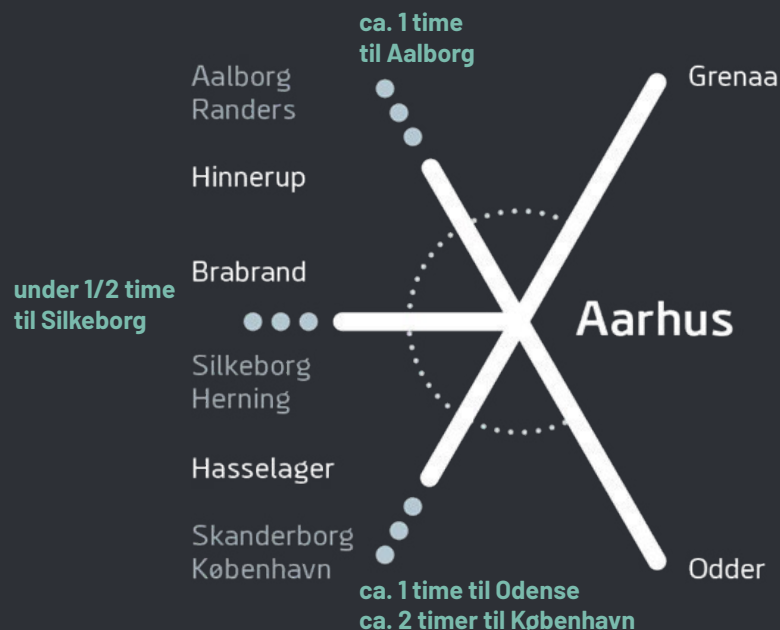 ca. 1 time
til Aalborg
Aalborg
Randers
Grenaa
Hinnerup
Brabrand
under 1/2 time
til Silkeborg
Aarhus
Silkeborg
Herning
Hasselager
Skanderborg
København
Odder
ca. 1 time til Odense
ca. 2 timer til København